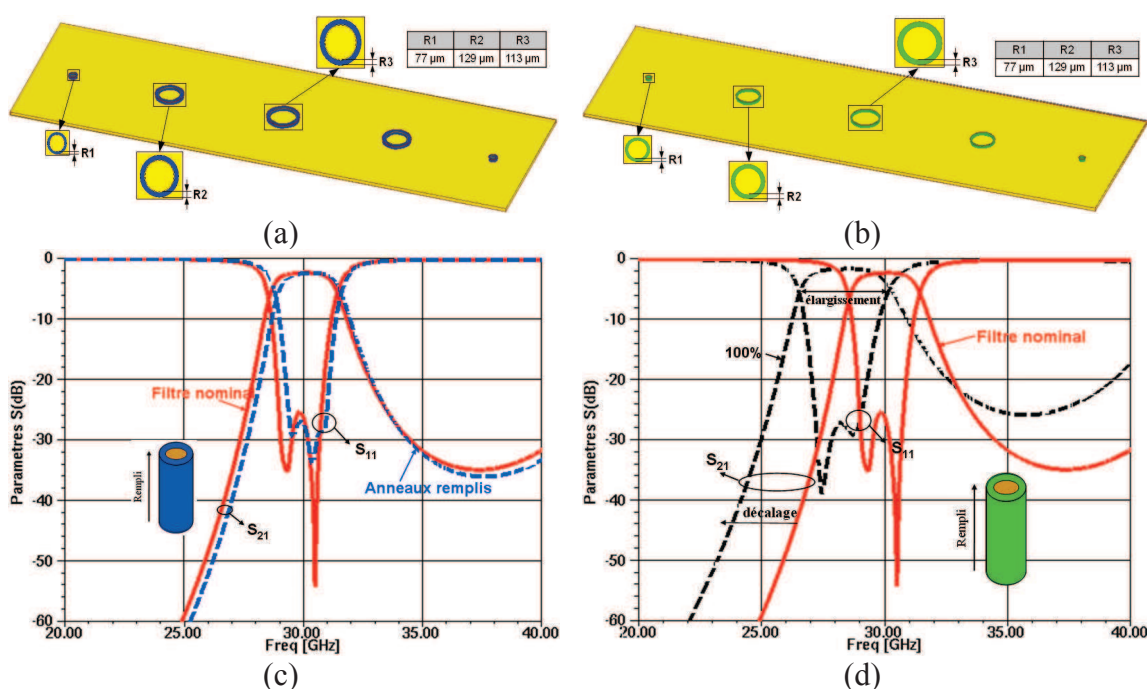 R1 R2 R3
77 µm 129 µm 113 µm
R3
R1
R2
(a)
R1 R2 R3
77 µm 129 µm 113 µm
R3
R1
R2
(b)
0
-10
-20
-30
-40
-50
-60
Parametres S(dB)
Filtre nominal
Rempli
S11
Anneaux remplis
S21
20.00 25.00 30.00 35.00 40.00
Freq [GHz]
(c)
0
-10
-20
-30
-40
-50
-60
Parametres S(dB)
élargissement
100%
Filtre nominal
S11
S21
décalage
Rempli
20.00 25.00 30.00 35.00 40.00
Freq [GHz]
(d)